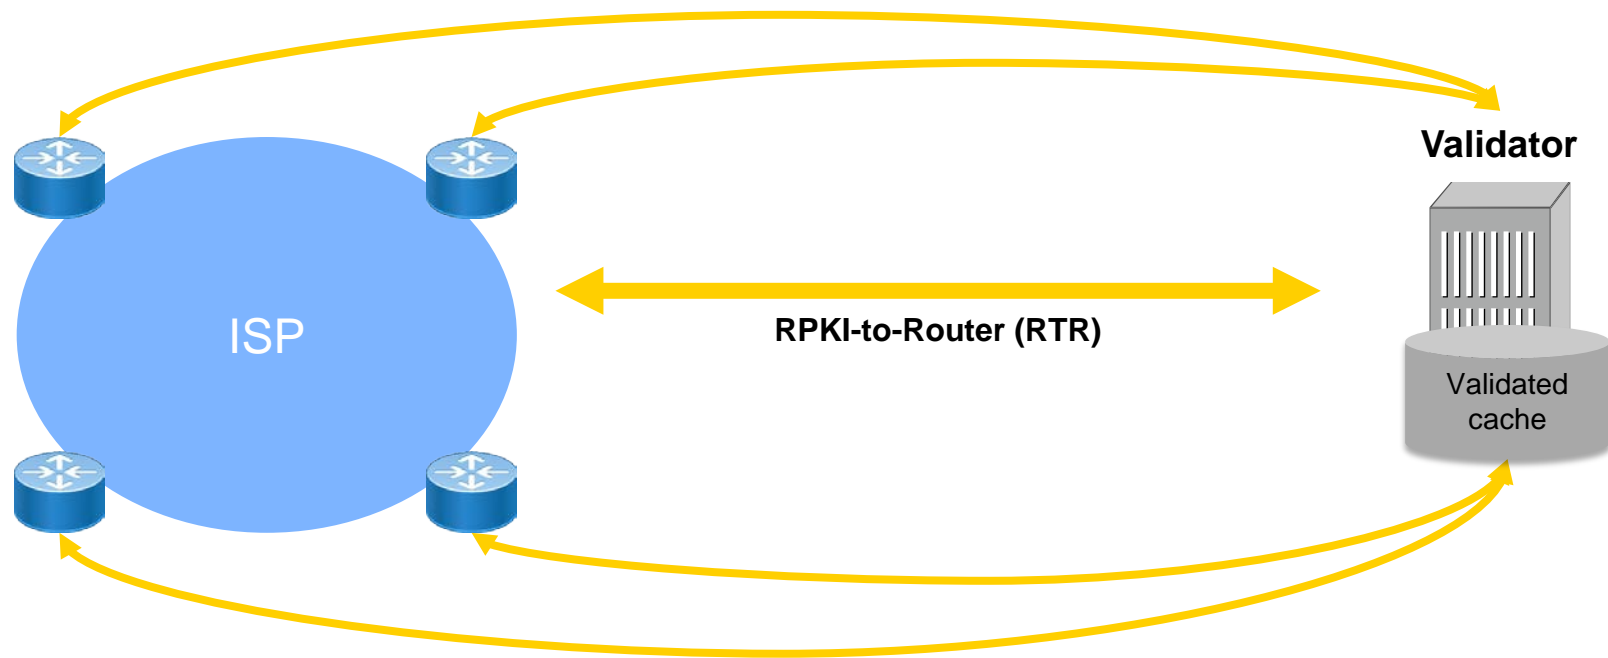 Validator
ISP
RPKI-to-Router (RTR)
Validated
cache